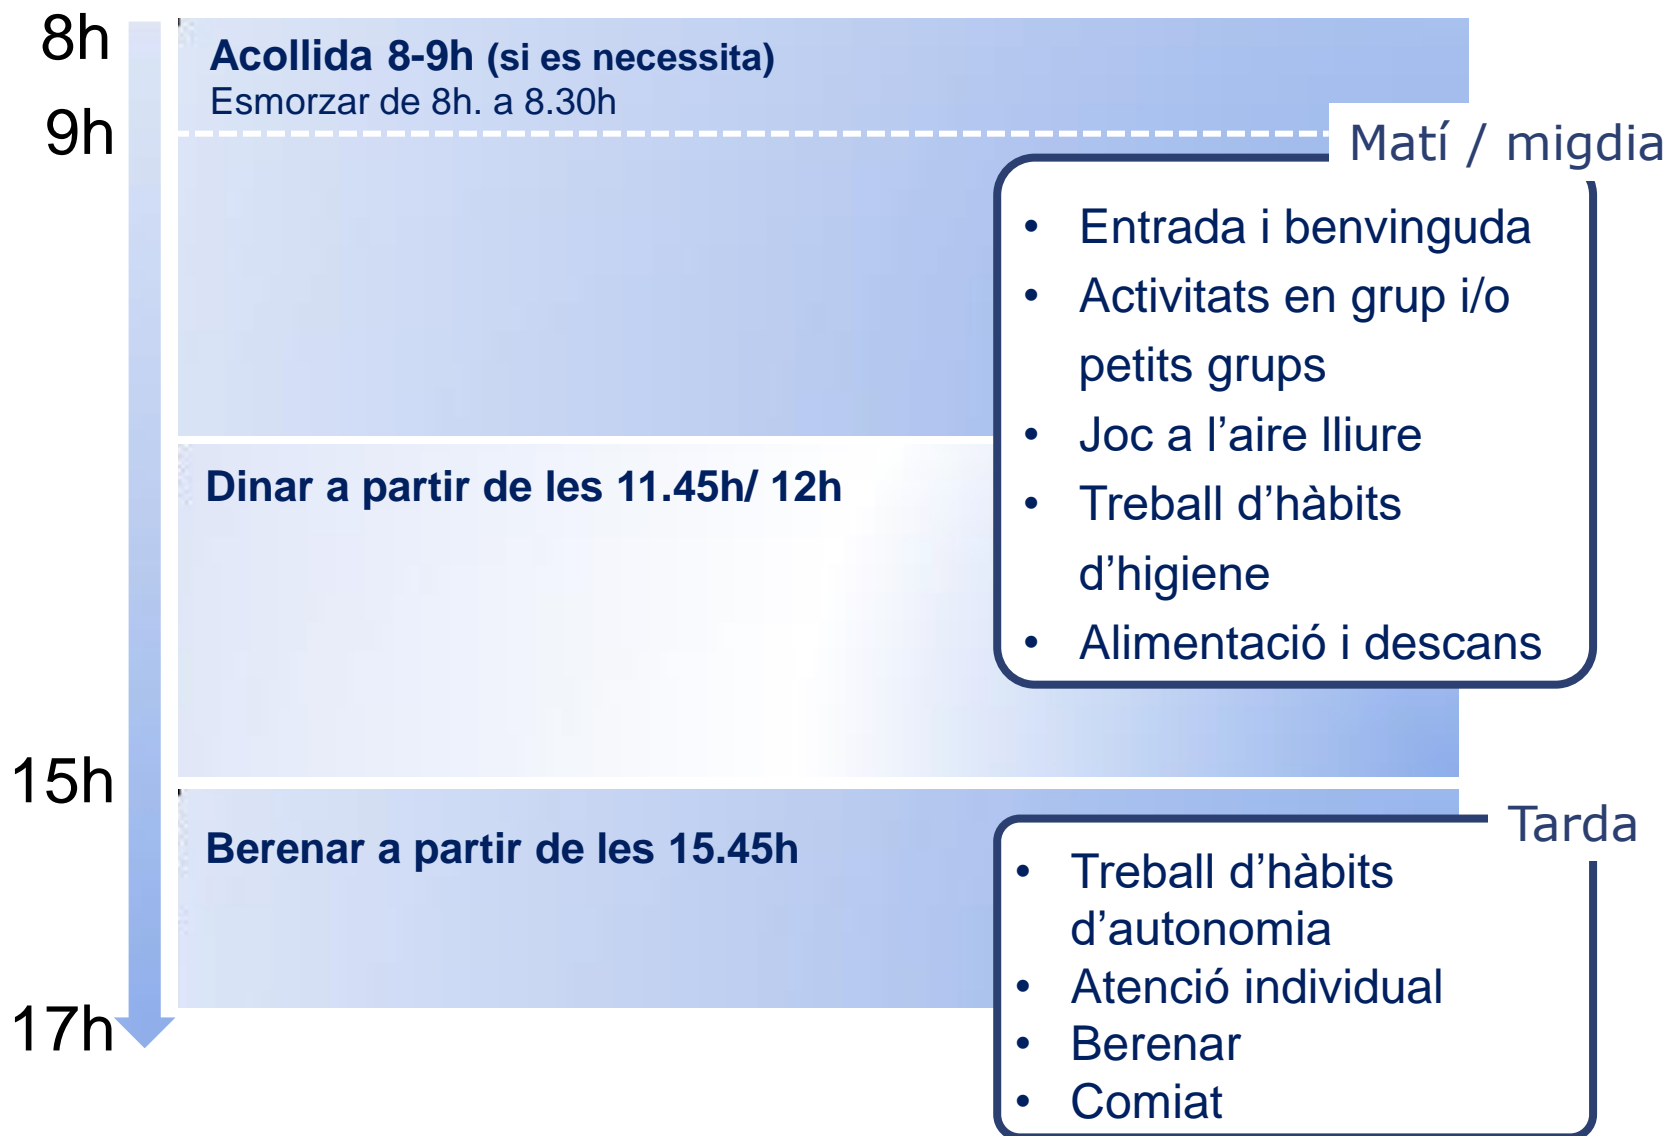 8h
Acollida 8-9h (si es necessita)
Esmorzar de 8h. a 8.30h
9h
Matí / migdia
• Entrada i benvinguda
• Activitats en grup i/o
petits grups
• Joc a l’aire lliure
• Treball d’hàbits
d’higiene
• Alimentació i descans
Dinar a partir de les 11.45h/ 12h
15h
Berenar a partir de les 15.45h
Tarda
• Treball d’hàbits
d’autonomia
• Atenció individual
• Berenar
• Comiat
17h